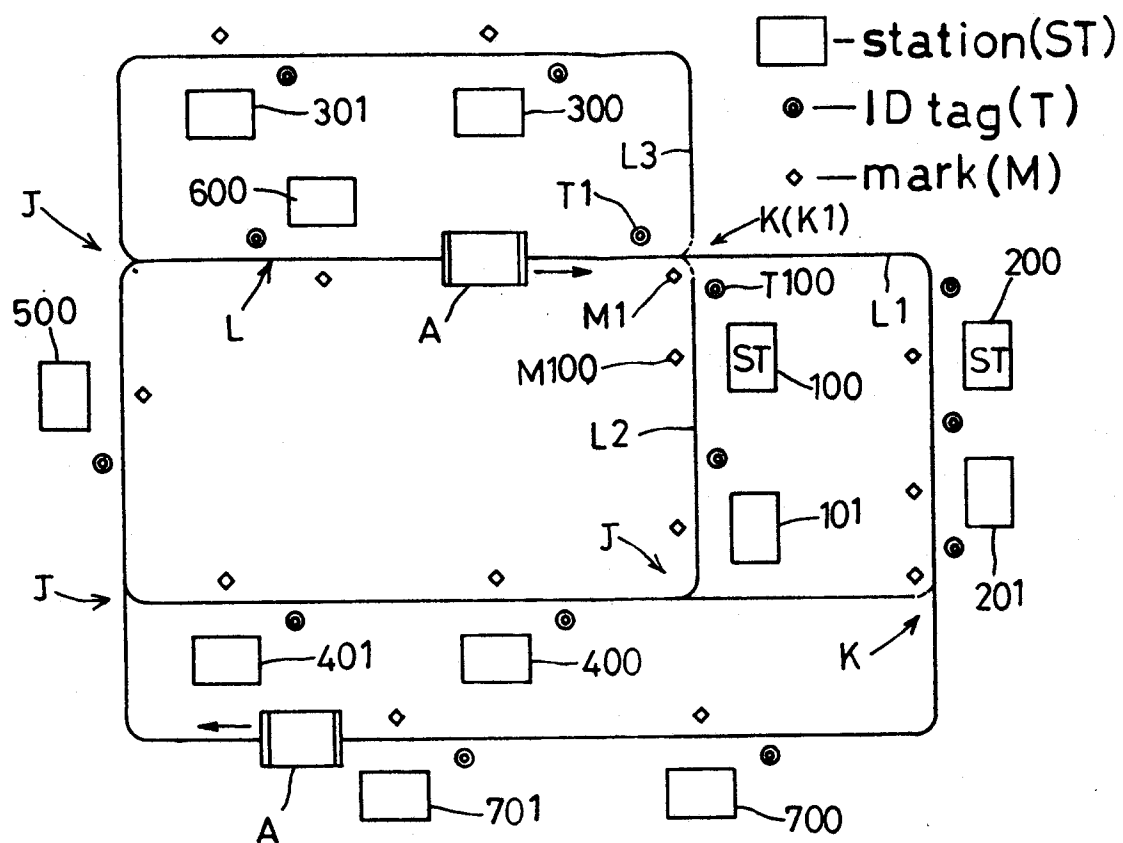 -station(ST)
-ID tag(T)
-mark(M)
301
300
L3
600
T1
J
K(K1)
200
T100
L1
500
L
A
M1
ST
ST
M100
100
L2
101
J
J
201
401
400
K
A
701
700